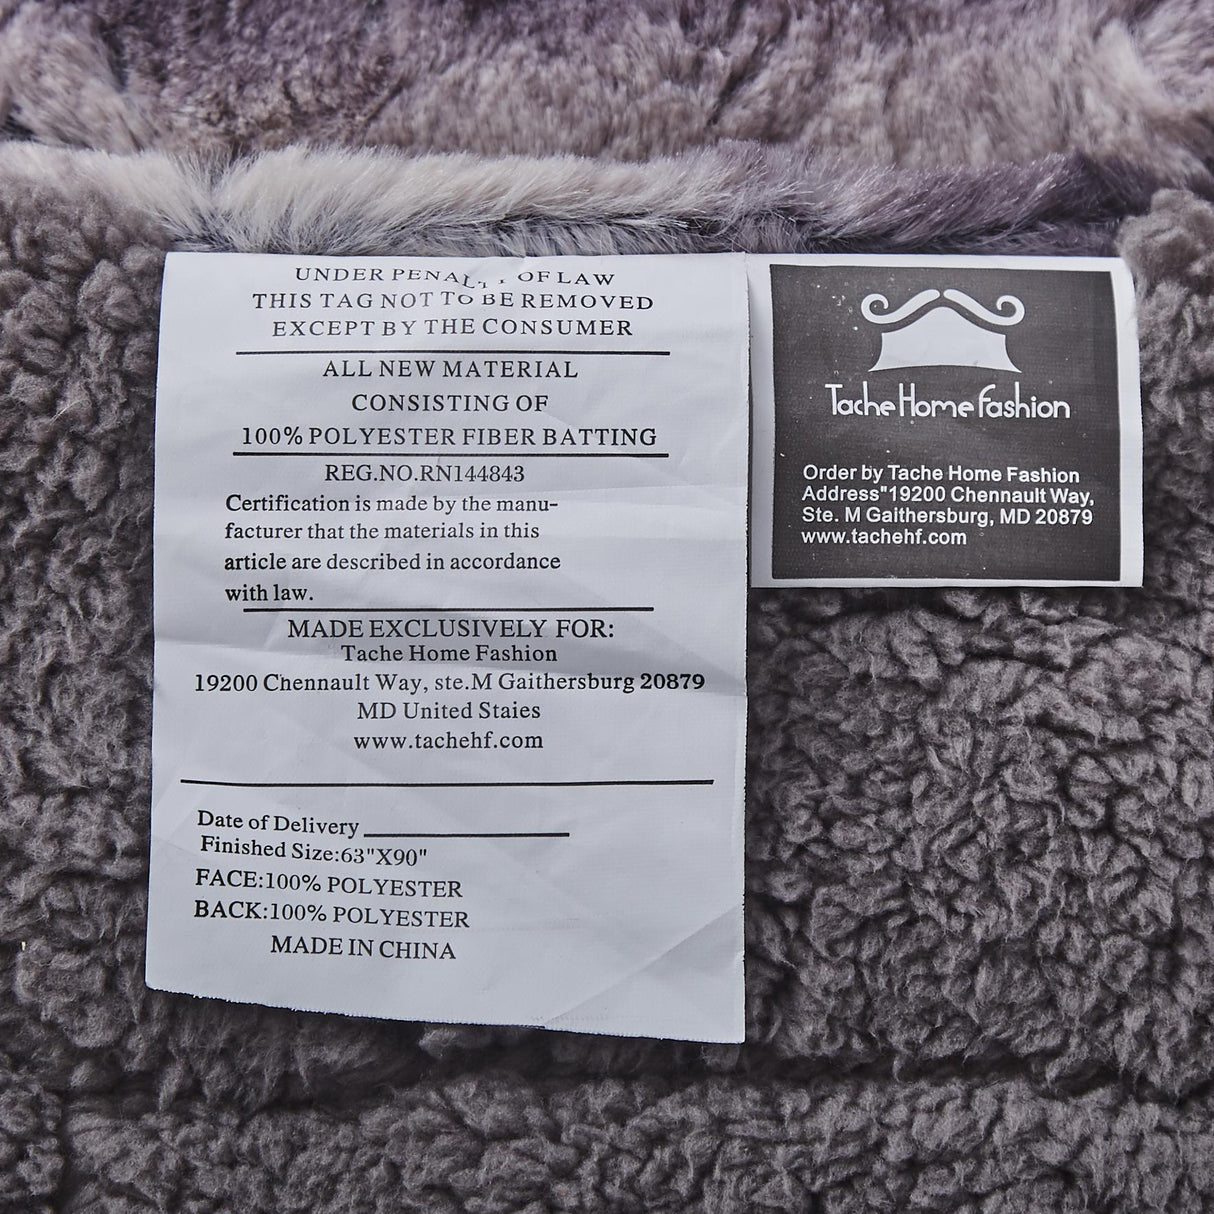 UNDER PENALTY OF LAW
THIS TAG NOT TO BE REMOVED
EXCEPT BY THE CONSUMER
ALL NEW MATERIAL
CONSISTING OF
100% POLYESTER FIBER BATTING
REG.NO.RN144843
Certification is made by the manu-
facturer that the materials in this
article are described in accordance
with law.
MADE EXCLUSIVELY FOR:
Tache Home Fashion
19200 Chennault Way, ste.M Gaithersburg 20879
MD United Staies
www.tachehf.com
Date of Delivery
Finished Size:63"X90"
FACE:100% POLYESTER
BACK:100% POLYESTER
MADE IN CHINA
Tache Home Fashion
Order by Tache Home Fashion
Address"19200 Chennault Way,
Ste. M Gaithersburg, MD 20879
www.tachehf.com